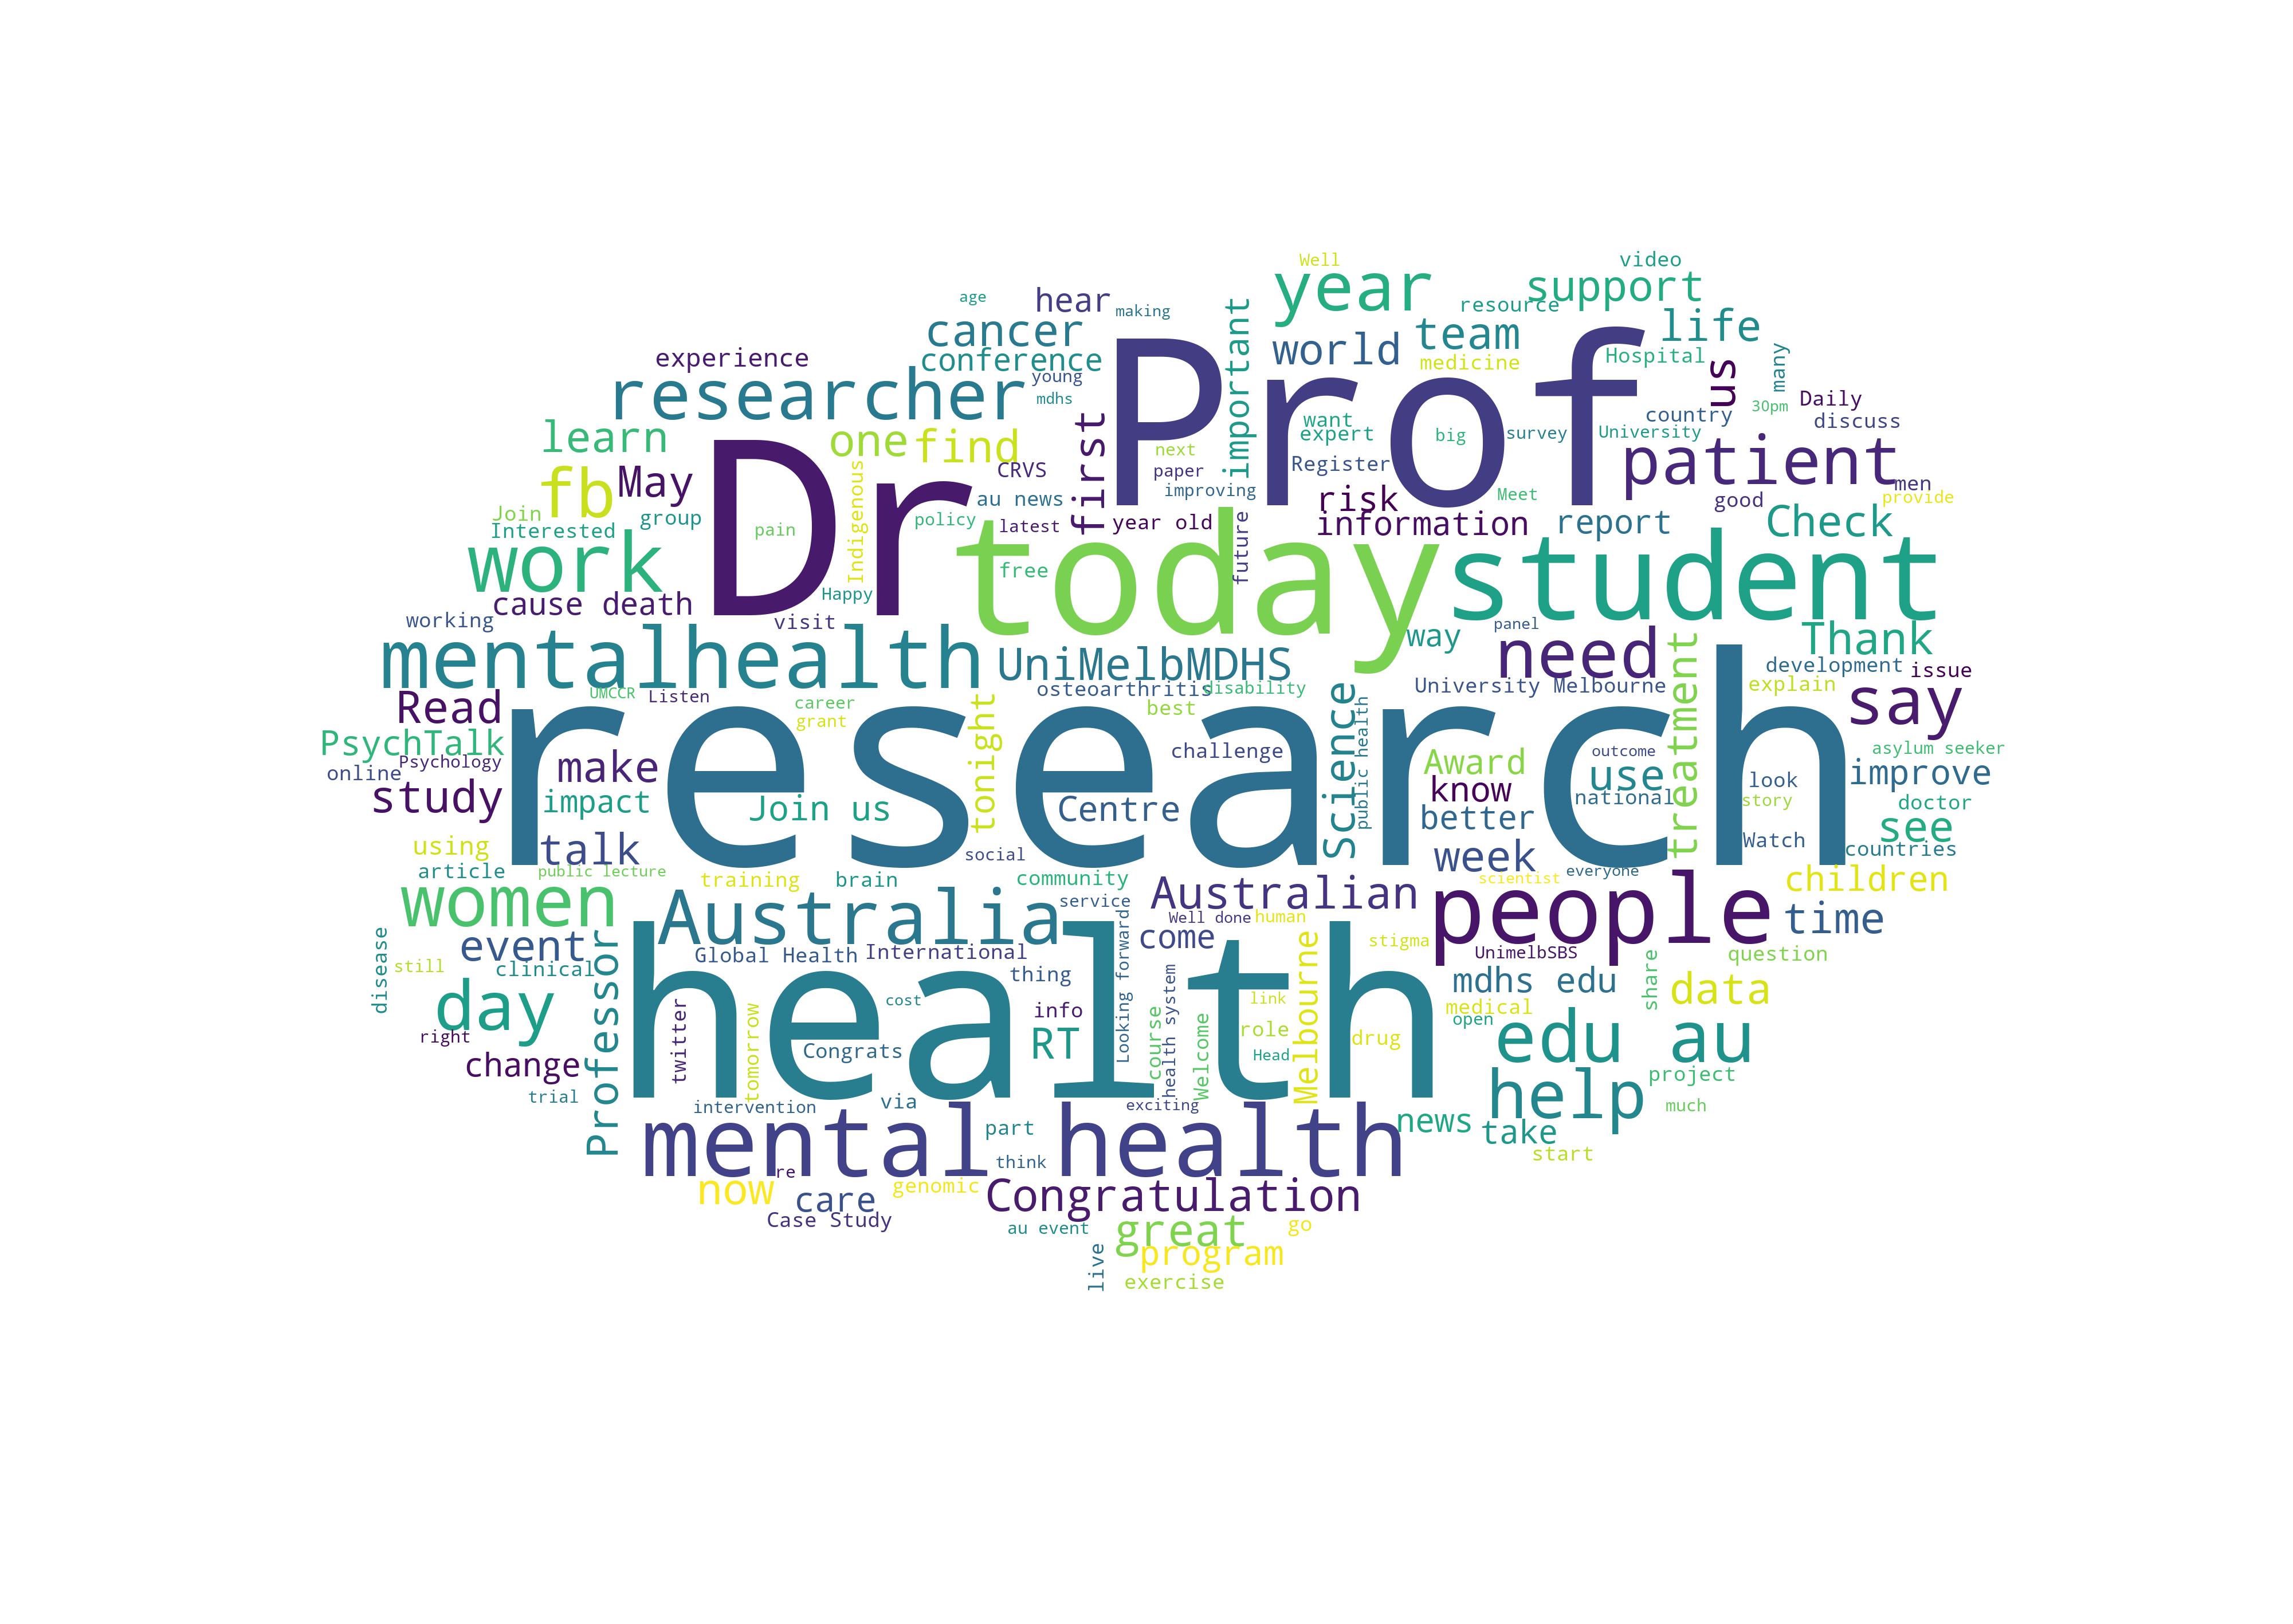 Well
video
year
support
age
hear
making
resource
cancer
important
world
team
life
experience
conference
medicine
Hospital
us
many
researcher
young
Prof
mdhs
first
want
country
30pm
Daily
discuss
learn
one
find
next
expert
big
survey
University
fb
May
Indigenous
CRVS
paper
Register
patient
men
Dr
au news
improving
risk
Meet
good
provide
Join
group
pain
policy
latest
year old
future
information
report
Check
Interested
work
today
student
free
Happy
cause death
working
visit
way
panel
need
treatment
Thank
mentalhealth
UniMelbMDHS
development
issue
UMCCR
Listen
osteoarthritis
disability
University Melbourne
explain
say
Read
career
tonight
best
Science
public health
PsychTalk
grant
research
online
Psychology
make
challenge
Award
outcome
asylum seeker
study
impact
Join us
Centre
know
use
look
improve
national
story
doctor
better
see
using
talk
social
week
Watch
countries
article
public lecture
training
brain
community
scientist
everyone
children
women
Australia
service
Australian
people
time
Well done
human
disease
event
Professor
come
stigma
UnimelbSBS
question
still
clinical
Global Health
International
Looking forward
thing
health system
Melbourne
mdhs edu
share
data
day
health
twitter
tomorrow
cost
info
link
medical
right
course
Welcome
role
drug
open
edu au
change
Congrats
RT
Head
help
project
trial
intervention
via
exciting
much
mental health
part
news
take
think
start
re
now
care
genomic
Congratulation
Case Study
au event
great
go
live
program
exercise